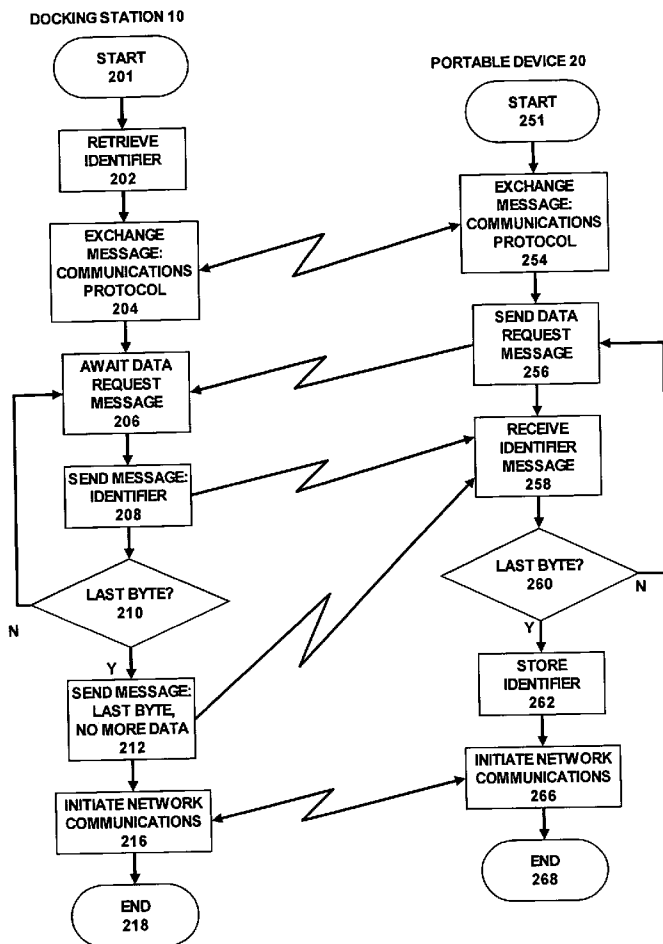 DOCKING STATION 10
START
201
RETRIEVE
IDENTIFIER
202
EXCHANGE
MESSAGE:
COMMUNICATIONS
PROTOCOL
204
AWAIT DATA
REQUEST
MESSAGE
206
SEND MESSAGE:
IDENTIFIER
208
LAST BYTE?
210
N
Y
SEND MESSAGE:
LAST BYTE,
NO MORE DATA
212
INITIATE NETWORK
COMMUNICATIONS
216
END
218
PORTABLE DEVICE 20
START
251
EXCHANGE
MESSAGE:
COMMUNICATIONS
PROTOCOL
254
SEND DATA
REQUEST
MESSAGE
256
RECEIVE
IDENTIFIER
MESSAGE
258
LAST BYTE?
260
N
Y
STORE
IDENTIFIER
262
INITIATE NETWORK
COMMUNICATIONS
266
END
268